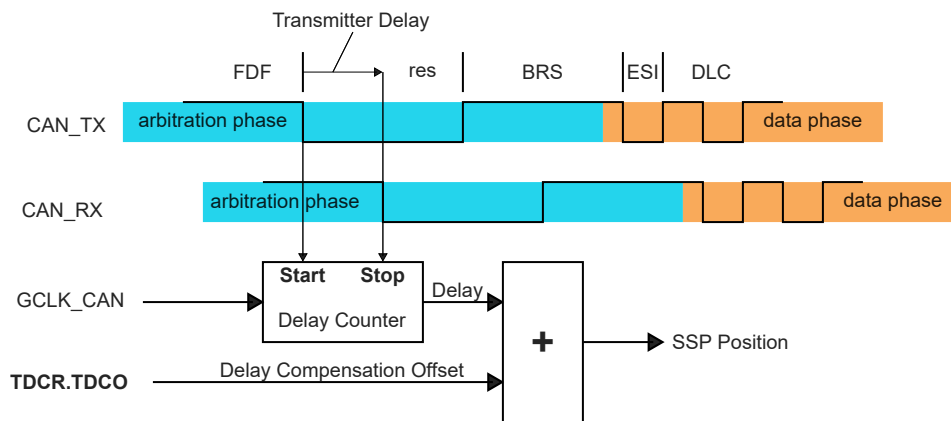 Transmitter Delay
FDF res BRS ESI DLC
CAN_TX arbitration phase data phase
CAN_RX arbitration phase data phase
Start Stop
GCLK_CAN Delay Counter Delay
+ SSP Position
TDCR.TDCO Delay Compensation Offset